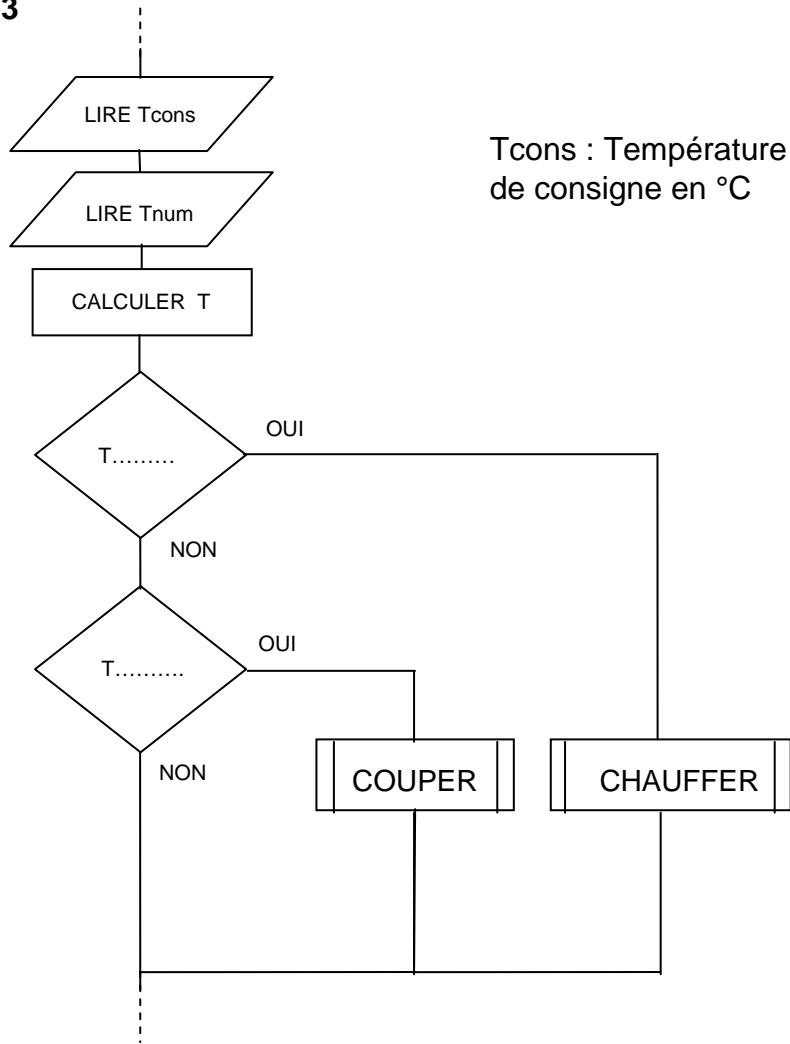 3
LIRE Tcons
Tcons : Température
de consigne en °C
LIRE Tnum
CALCULER T
OUI
T………
NON
OUI
T……….
NON
COUPER
CHAUFFER